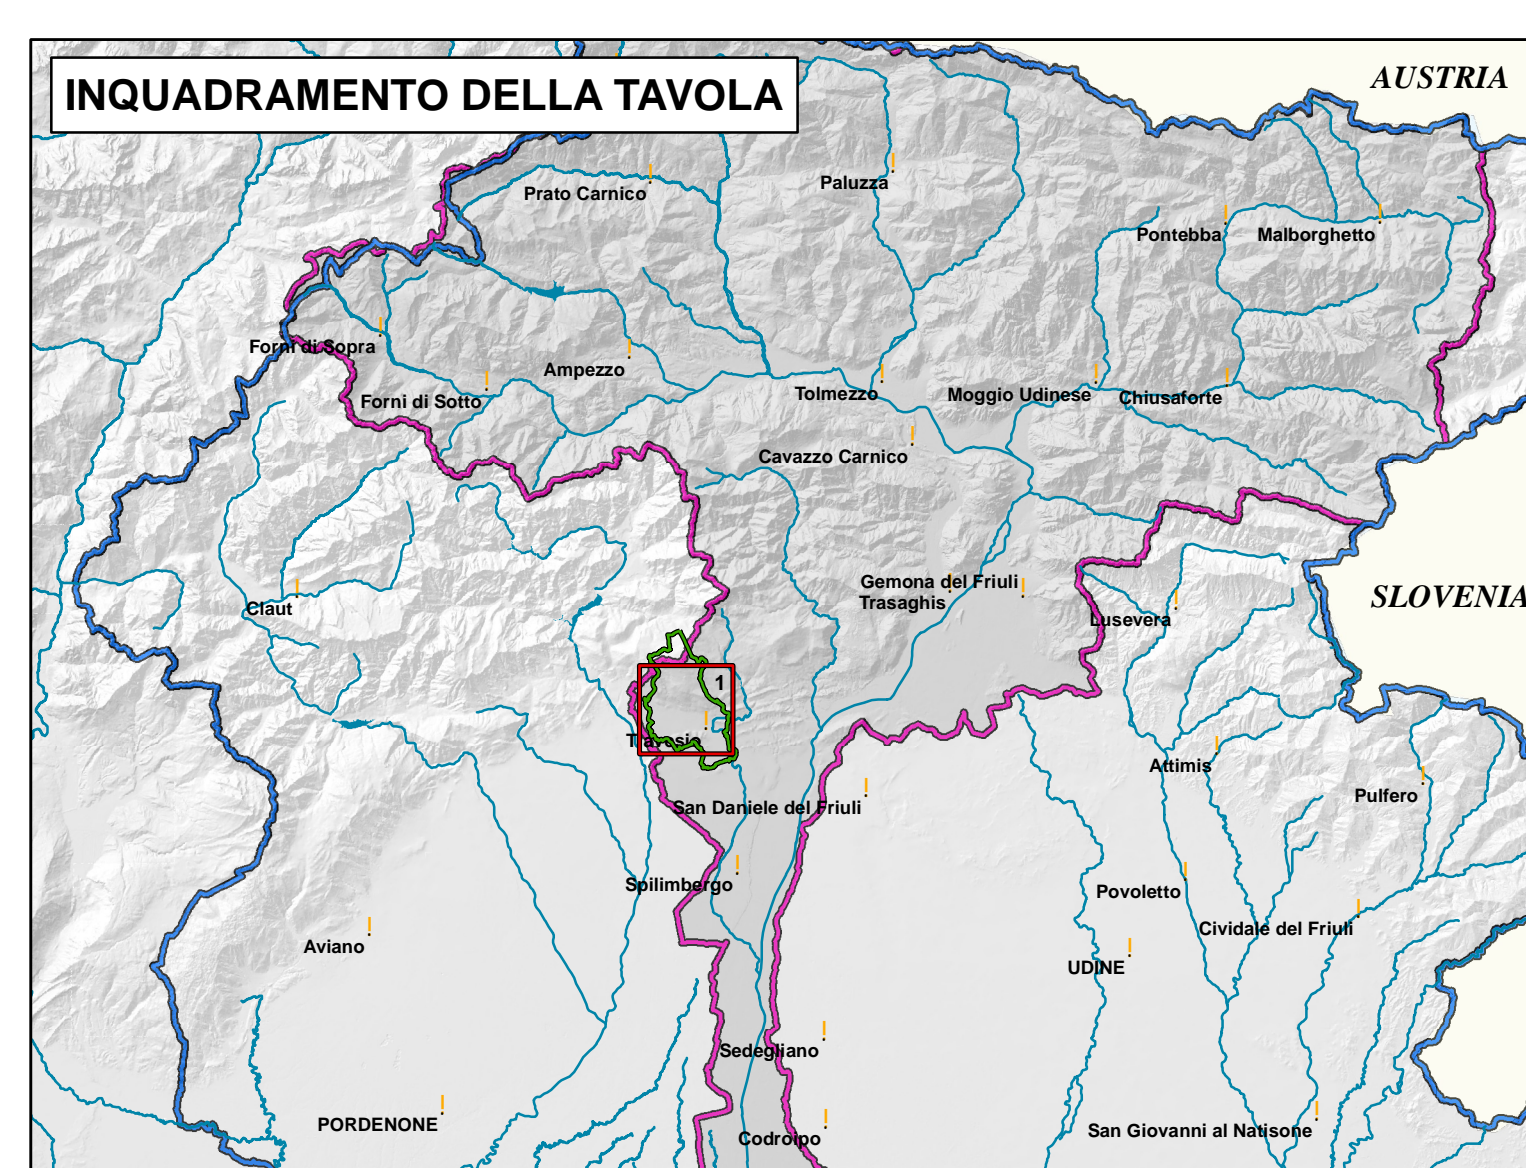 INQUADRAMENTO DELLA TAVOLA
AUSTRIA
Prato Carnico
Paluzza
Pontebba
Malborghetto
Forni di Sopra
Ampezzo
Forni di Sotto
Tolmezzo
Moggio Udinese
Chiusaforte
Cavazzo Carnico
Gemona del Friuli
Trasaghis
Claut
Lusevera
SLOVENIA
1
Travesio
Attimis
Pulfero
San Daniele del Friuli
Spilimbergo
Povoletto
Cividale del Friuli
Aviano
UDINE
Sedegliano
PORDENONE
Codroipo
San Giovanni al Natisone